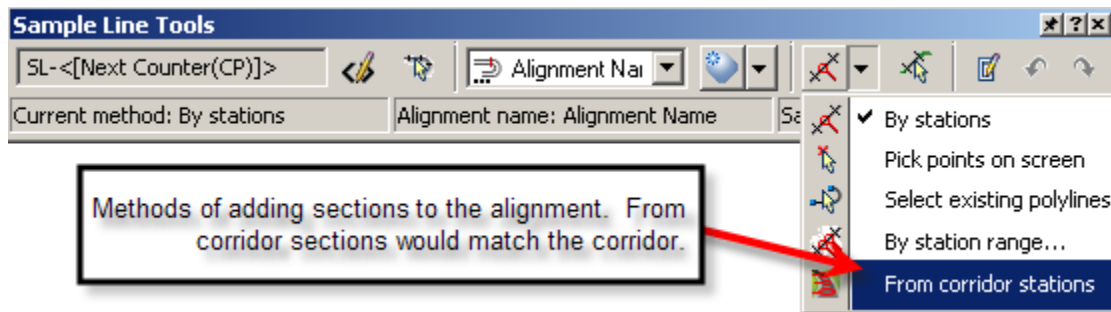 Sample Line Tools
SL-<[Next Counter(CP)]>
Alignment Nai
Current method: By stations
Alignment name: Alignment Name
By stations
Pick points on screen
Select existing polylines
By station range...
From corridor stations
Methods of adding sections to the alignment. From
corridor sections would match the corridor.